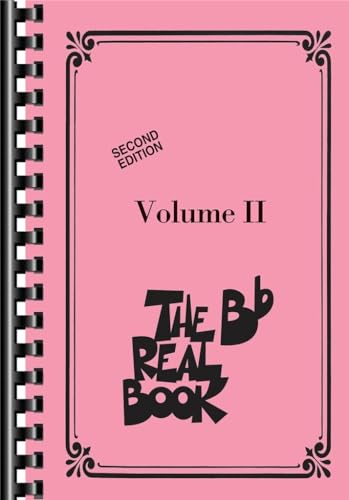 SECOND
EDITION
Volume II
THE B♭
REAL
BOOK